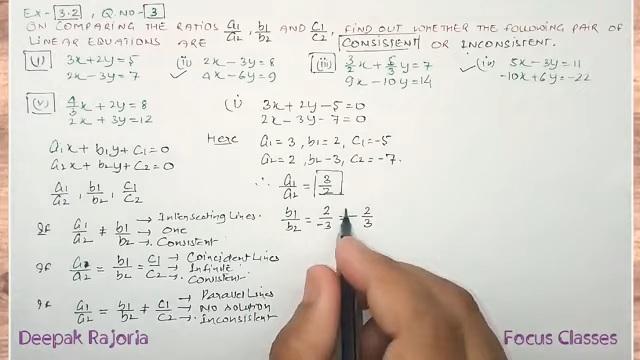 EX-3.2, Q.NO-3
ON COMPARING THE RATIOS a1/a2, b1/b2 AND C1/C2, FIND OUT WHETHER THE FOLLOWING PAIR OF
LINEAR EQUATIONS ARE CONSISTENT OR INCONSISTENT.
(i) 3x+2y=5 (ii) 2x-3y=8 (iii) 3/2x+5/3y=7 (iv) 5x-3y=11
2x-3y=7 4x-6y=9 9x-10y=14 -10x+6y=-22
(v) 4/3x+2y=8 (i) 3x+2y-5=0
2x+3y=12 2x-3y-7=0
a1x+b1y+c1=0 Here a1=3, b1=2, C1=-5
a2x+b2y+c2=0 a2=2, b2-3, C2=-7.
a1/a2, b1/b2, c1/c2 ∴ a1/a2 = 3/2
If a1/a2 ≠ b1/b2 → Intersecting Lines. b1/b2 = 2/-3 = -2/3
→ One
→ Consistent
If a1/a2 = b1/b2 = c1/c2 → Coincident Lines
→ Infinite
→ Consistent
If a1/a2 = b1/b2 ≠ c1/c2 → Parallel Lines
→ No solution
→ Inconsistent
Deepak Rajoria Focus Classes